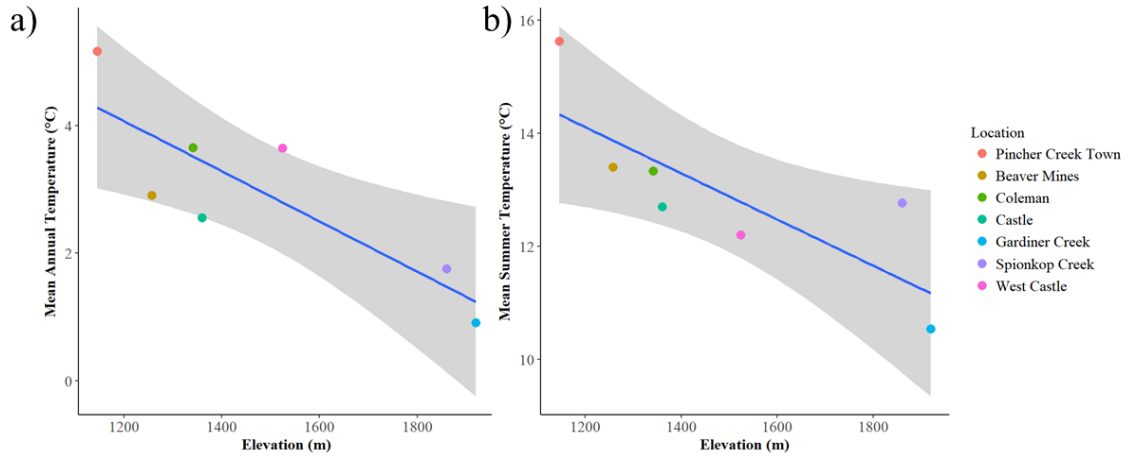 a)
Mean Annual Temperature (°C)
4
2
0
1200
1400
1600
1800
Elevation (m)
b)
Mean Summer Temperature (°C)
16
14
12
10
1200
1400
1600
1800
Elevation (m)
Location
Pincher Creek Town
Beaver Mines
Coleman
Castle
Gardiner Creek
Spionkop Creek
West Castle